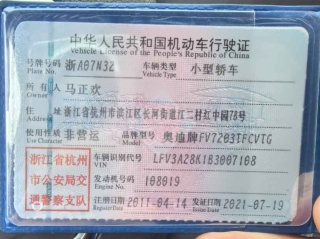 中华人民共和国机动车行驶证
Vehicle License of the People's Republic of China
号牌号码 浙A07N32 车辆类型 小型轿车
Plate No. Vehicle Type
所有人 马正欢
Owner
住址 浙江省杭州市滨江区长河街道江二村红中园78号
Address
使用性质 非营运 品牌型号 奥迪牌FV7203TFCVTG
Use Character Model
浙江省杭州 车辆识别代号 LFV3A28K1B3007108
VIN
市公安局交 发动机号码 108019
Engine No.
通警察支队 注册日期 2011-04-14 发证日期 2021-07-19
Register Date Issue Date